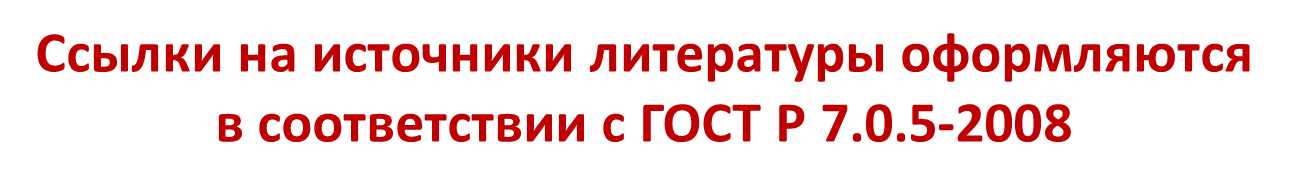 Ссылки на источники литературы оформляются
в соответствии с ГОСТ Р 7.0.5-2008